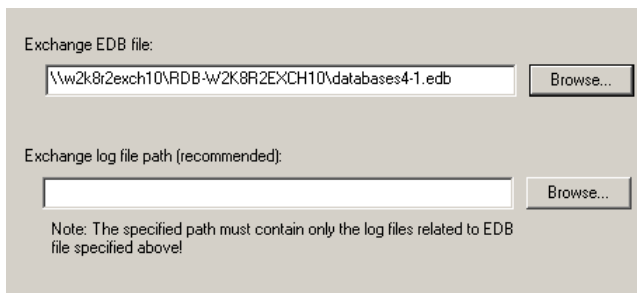 Exchange EDB file:
\\w2k8r2exch10\RDB-W2K8R2EXCH10\databases4-1.edb
Browse...
Exchange log file path (recommended):
Browse...
Note: The specified path must contain only the log files related to EDB
file specified above!